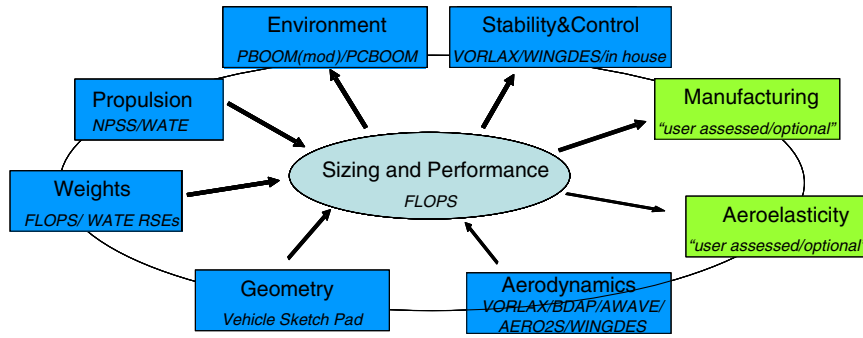 Environment
PBOOM(mod)/PCBOOM
Stability&Control
VORLAX/WINGDES/in house
Propulsion
NPSS/WATE
Manufacturing
“user assessed/optional”
Sizing and Performance
FLOPS
Weights
FLOPS/ WATE RSEs
Aeroelasticity
“user assessed/optional”
Geometry
Vehicle Sketch Pad
Aerodynamics
VORLAX/BDAP/AWAVE/
AERO2S/WINGDES